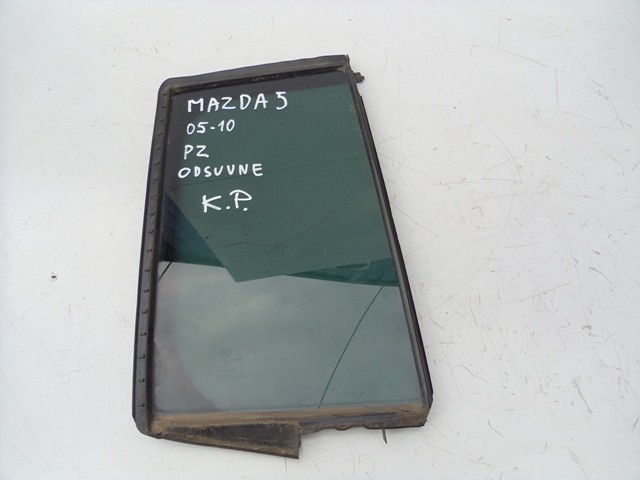 MAZDA 5
05-10
PZ
ODSUVNE
K.P.